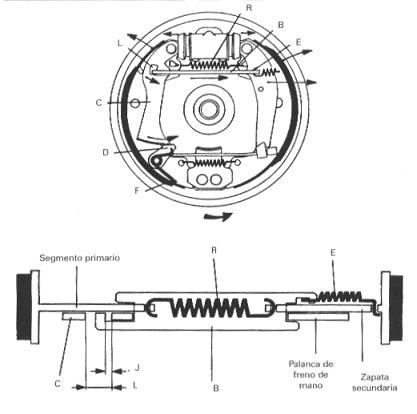 R
B
E
L
C
D
F
Segmento primario
R
E
J
L
C
B
Palanca de
freno de
mano
Zapata
secundaria